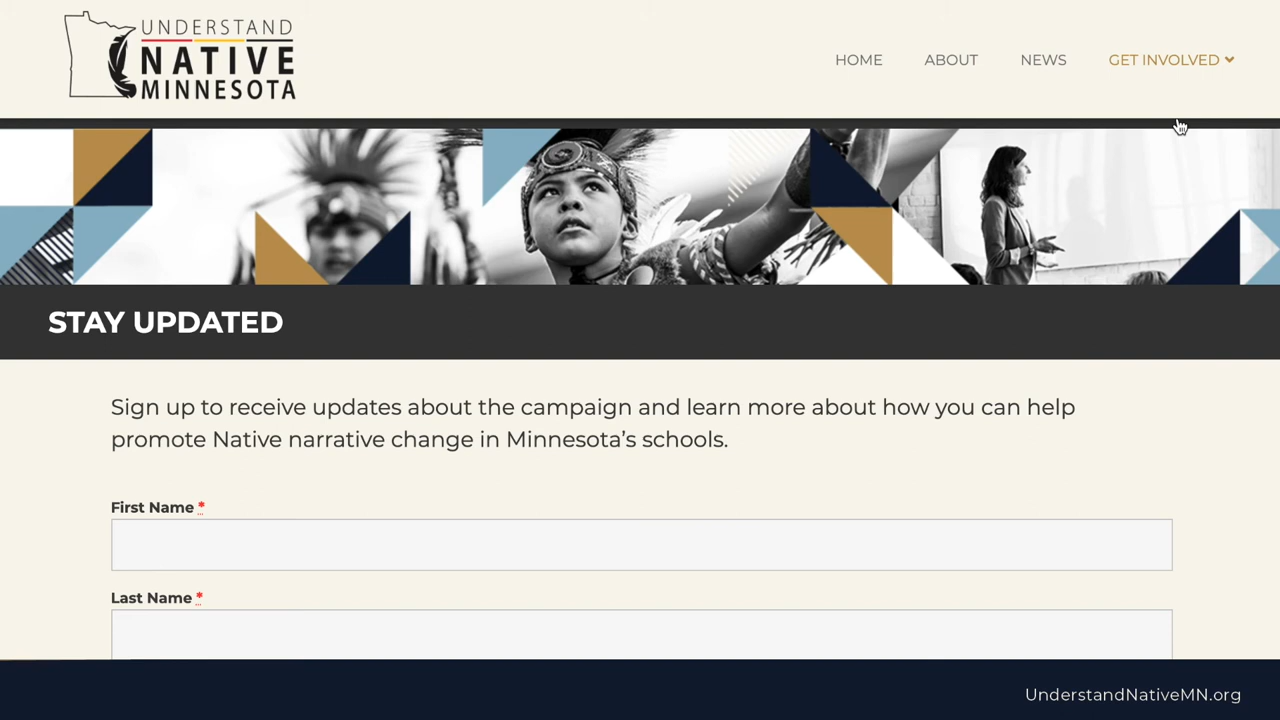 UNDERSTAND
NATIVE
MINNESOTA
HOME ABOUT NEWS GET INVOLVED
STAY UPDATED
Sign up to receive updates about the campaign and learn more about how you can help
promote Native narrative change in Minnesota’s schools.
First Name *
Last Name *
UnderstandNativeMN.org